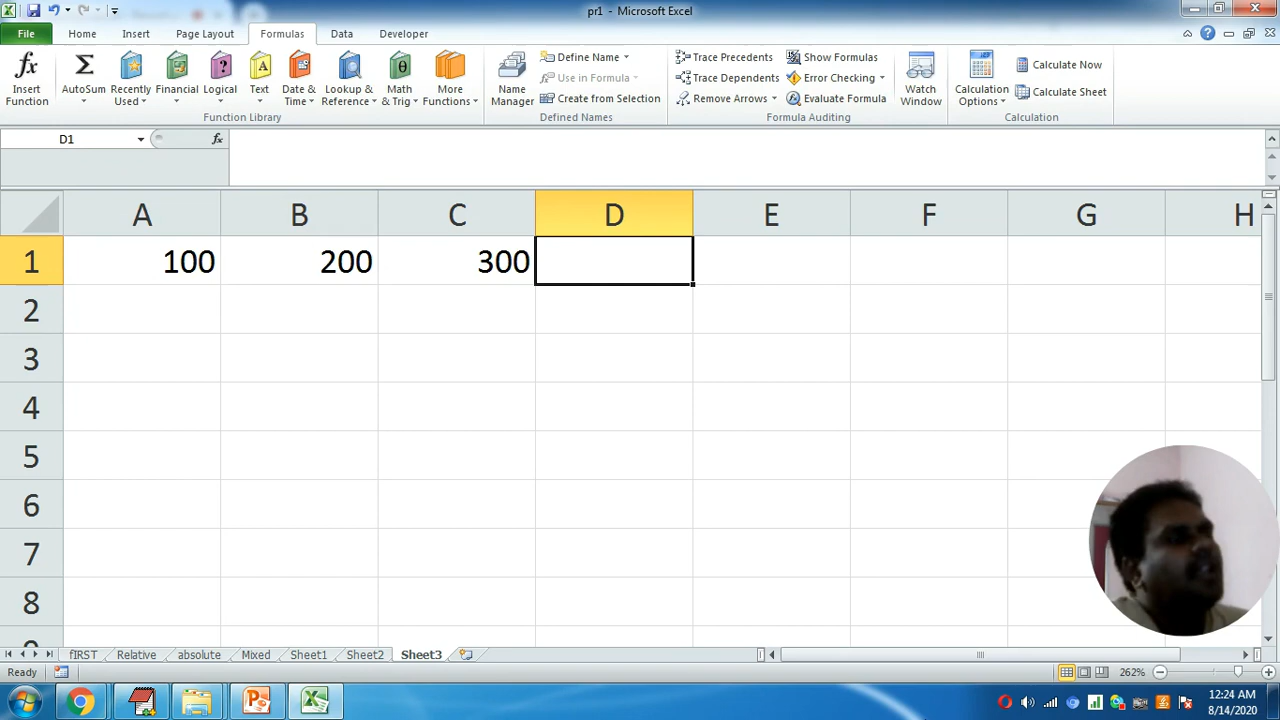 pr1 - Microsoft Excel
File Home Insert Page Layout Formulas Data Developer
fx Σ ? A θ
Insert Function AutoSum Recently Used Financial Logical Text Date & Time Lookup & Reference Math & Trig More Functions
Function Library
Name Manager
Define Name
Use in Formula
Create from Selection
Defined Names
Trace Precedents Show Formulas
Trace Dependents Error Checking
Remove Arrows Evaluate Formula
Watch Window
Formula Auditing
Calculation Options
Calculate Now
Calculate Sheet
Calculation
D1 fx
A B C D E F G H
1 100 200 300
2
3
4
5
6
7
8
fIRST Relative absolute Mixed Sheet1 Sheet2 Sheet3
Ready 262%
12:24 AM
8/14/2020